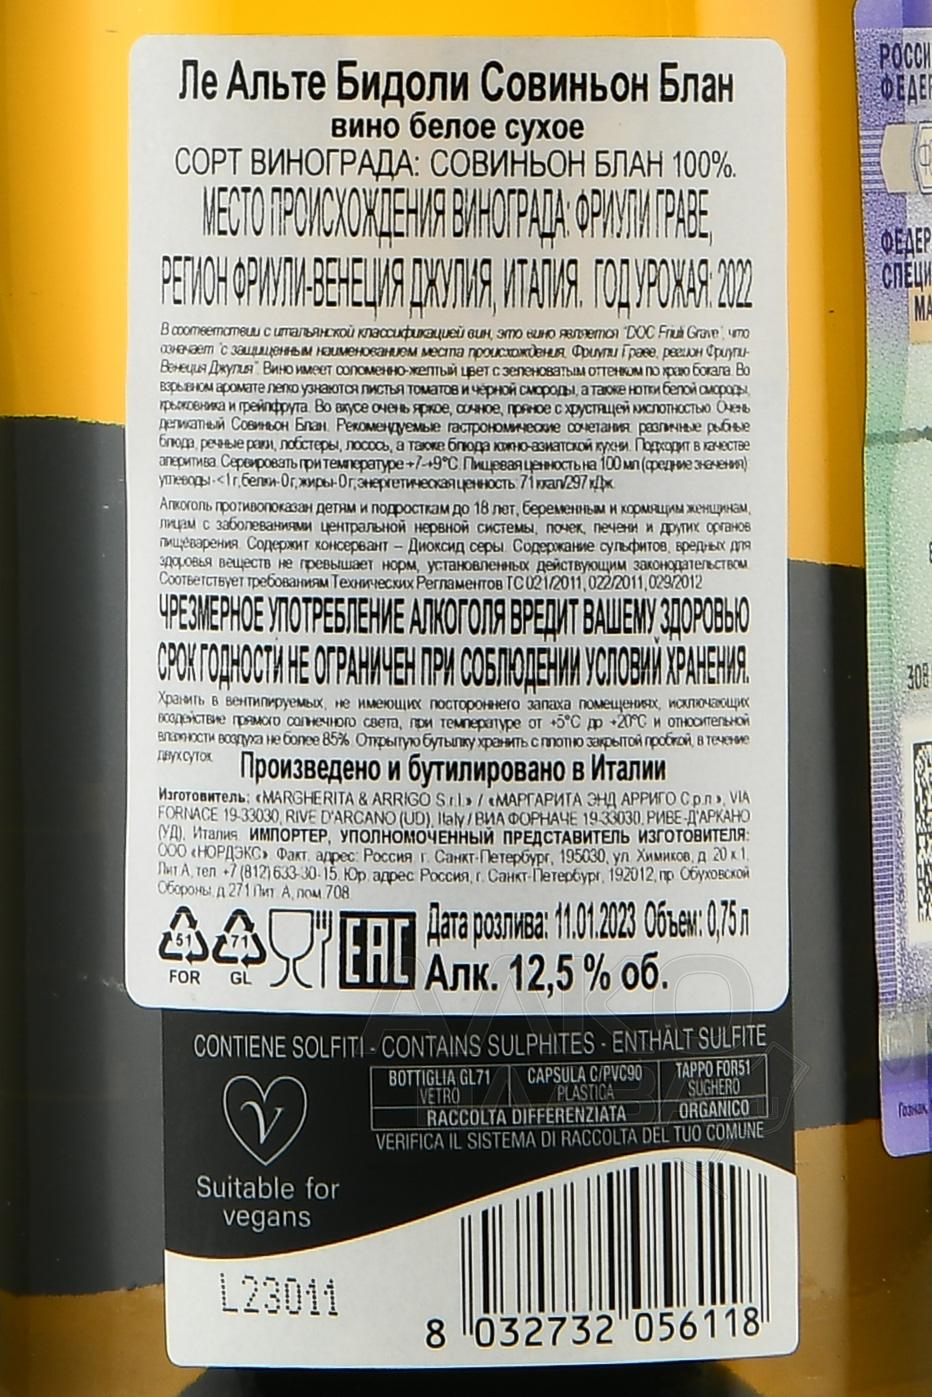 Ле Альте Бидоли Совиньон Блан
вино белое сухое
СОРТ ВИНОГРАДА: СОВИНЬОН БЛАН 100%.
МЕСТО ПРОИСХОЖДЕНИЯ ВИНОГРАДА: ФРИУЛИ ГРАВЕ,
РЕГИОН ФРИУЛИ-ВЕНЕЦИЯ ДЖУЛИЯ, ИТАЛИЯ. ГОД УРОЖАЯ: 2022
В соответствии с итальянской классификацией вин, это вино является "DOC Friuli Grave", что
означает "с защищенным наименованием места происхождения, Фриули Граве, регион Фриули-
Венеция Джулия". Вино имеет соломенно-желтый цвет с зеленоватым оттенком по краю бокала. Во
взрывном аромате легко узнаются листья томатов и чёрной смороды, а также нотки белой смороды,
крыжовника и грейпфрута. Во вкусе очень яркое, сочное, пряное с хрустящей кислотностью. Очень
деликатный Совиньон Блан. Рекомендуемые гастрономические сочетания: различные рыбные
блюда, речные раки, лобстеры, лосось, а также блюда южно-азиатской кухни. Подходит в качестве
аперитива. Сервировать при температуре +7-+9°С. Пищевая ценность на 100 мл (средние значения)
углеводы - <1 г, белки- 0 г, жиры- 0 г; энергетическая ценность: 71 ккал/297 кДж.
Алкоголь противопоказан детям и подросткам до 18 лет, беременным и кормящим женщинам,
лицам с заболеваниями центральной нервной системы, почек, печени и других органов
пищеварения. Содержит консервант – Диоксид серы. Содержание сульфитов, вредных для
здоровья веществ не превышает норм, установленных действующим законодательством.
Соответствует требованиям Технических Регламентов ТС 021/2011, 022/2011, 029/2012
ЧРЕЗМЕРНОЕ УПОТРЕБЛЕНИЕ АЛКОГОЛЯ ВРЕДИТ ВАШЕМУ ЗДОРОВЬЮ
СРОК ГОДНОСТИ НЕ ОГРАНИЧЕН ПРИ СОБЛЮДЕНИИ УСЛОВИЙ ХРАНЕНИЯ.
Хранить в вентилируемых, не имеющих постороннего запаха помещениях, исключающих
воздействие прямого солнечного света, при температуре от +5°С до +20°С и относительной
влажности воздуха не более 85%. Открытую бутылку хранить с плотно закрытой пробкой, в течение
двух суток. Произведено и бутилировано в Италии
Изготовитель: «MARGHERITA & ARRIGO S.r.l.» / «МАРГАРИТА ЭНД АРРИГО С.р.л.», VIA
FORNACE 19-33030, RIVE D'ARCANO (UD), Italy / ВИА ФОРНАЧЕ 19-33030, РИВЕ-Д'АРКАНО
(УД), Италия. ИМПОРТЕР, УПОЛНОМОЧЕННЫЙ ПРЕДСТАВИТЕЛЬ ИЗГОТОВИТЕЛЯ:
ООО «НОРДЭКС». Факт. адрес: Россия г. Санкт-Петербург, 195030, ул. Химиков, д. 20 к.1,
Лит А, тел. +7 (812) 633-30-15. Юр. адрес: Россия, г. Санкт-Петербург, 192012, пр. Обуховской
Обороны, д. 271 Лит. А, пом. 708.
51 FOR 71 GL EAC
Дата розлива: 11.01.2023 Объем: 0,75 л
Алк. 12,5 % об.
CONTIENE SOLFITI - CONTAINS SULPHITES - ENTHÄLT SULFITE
BOTTIGLIA GL71 CAPSULA C/PVC90 TAPPO FOR51
VETRO PLASTICA SUGHERO
RACCOLTA DIFFERENZIATA ORGANICO
VERIFICA IL SISTEMA DI RACCOLTA DEL TUO COMUNE
V
Suitable for
vegans
L23011
8 032732 056118
РОССИ
ФЕДЕР
ФЕДЕР
СПЕЦИ
МА
308
Гознак,